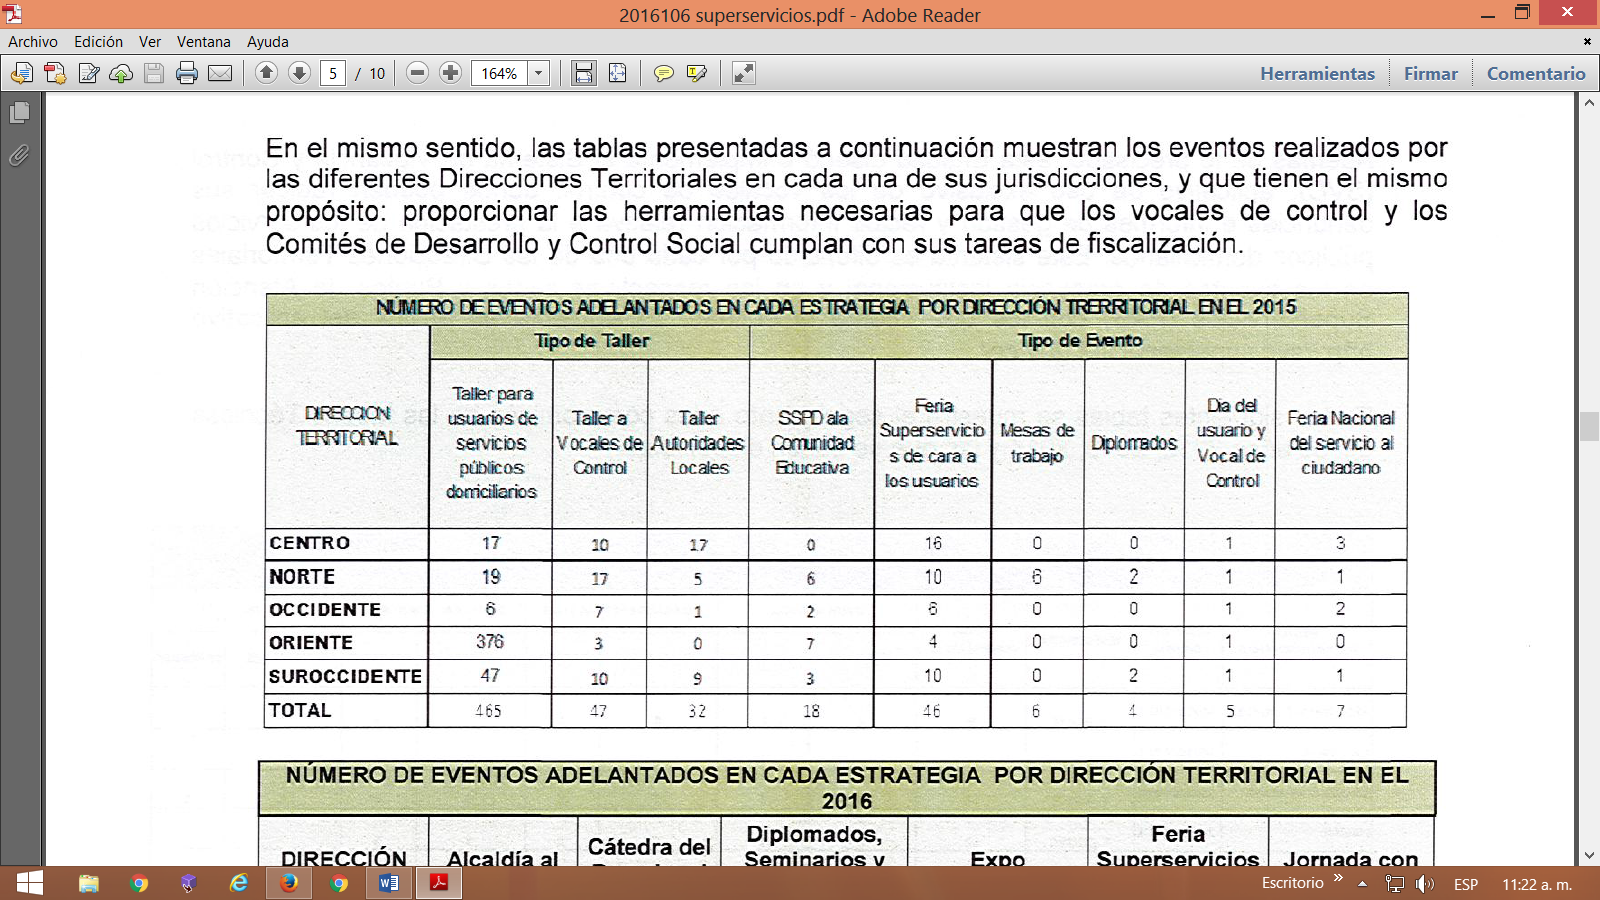 2016106 superservicios.pdf - Adobe Reader
Archivo Edición Ver Ventana Ayuda
5 / 10 164% Herramientas Firmar Comentario
En el mismo sentido, las tablas presentadas a continuación muestran los eventos realizados por
las diferentes Direcciones Territoriales en cada una de sus jurisdicciones, y que tienen el mismo
propósito: proporcionar las herramientas necesarias para que los vocales de control y los
Comités de Desarrollo y Control Social cumplan con sus tareas de fiscalización.
NÚMERO DE EVENTOS ADELANTADOS EN CADA ESTRATEGIA POR DIRECCIÓN TRERRITORIAL EN EL 2015
DIRECCION
TERRITORIAL
Tipo de Taller
Tipo de Evento
Taller para
usuarios de
servicios
públicos
domiciliarios
Taller a
Vocales de
Control
Taller
Autoridades
Locales
SSPD ala
Comunidad
Educativa
Feria
Superservicio
s de cara a
los usuarios
Mesas de
trabajo
Diplomados
Dia del
usuario y
Vocal de
Control
Feria Nacional
del servicio al
ciudadano
CENTRO 17 10 17 0 16 0 0 1 3
NORTE 19 17 5 6 10 6 2 1 1
OCCIDENTE 6 7 1 2 6 0 0 1 2
ORIENTE 376 3 0 7 4 0 0 1 0
SUROCCIDENTE 47 10 9 3 10 0 2 1 1
TOTAL 465 47 32 18 46 6 4 5 7
NÚMERO DE EVENTOS ADELANTADOS EN CADA ESTRATEGIA POR DIRECCIÓN TERRITORIAL EN EL
2016
DIRECCIÓN
Alcaldía al
Cátedra del
Diplomados,
Seminarios y
Expo
Feria
Superservicios
Jornada con
Escritorio » ESP 11:22 a. m.